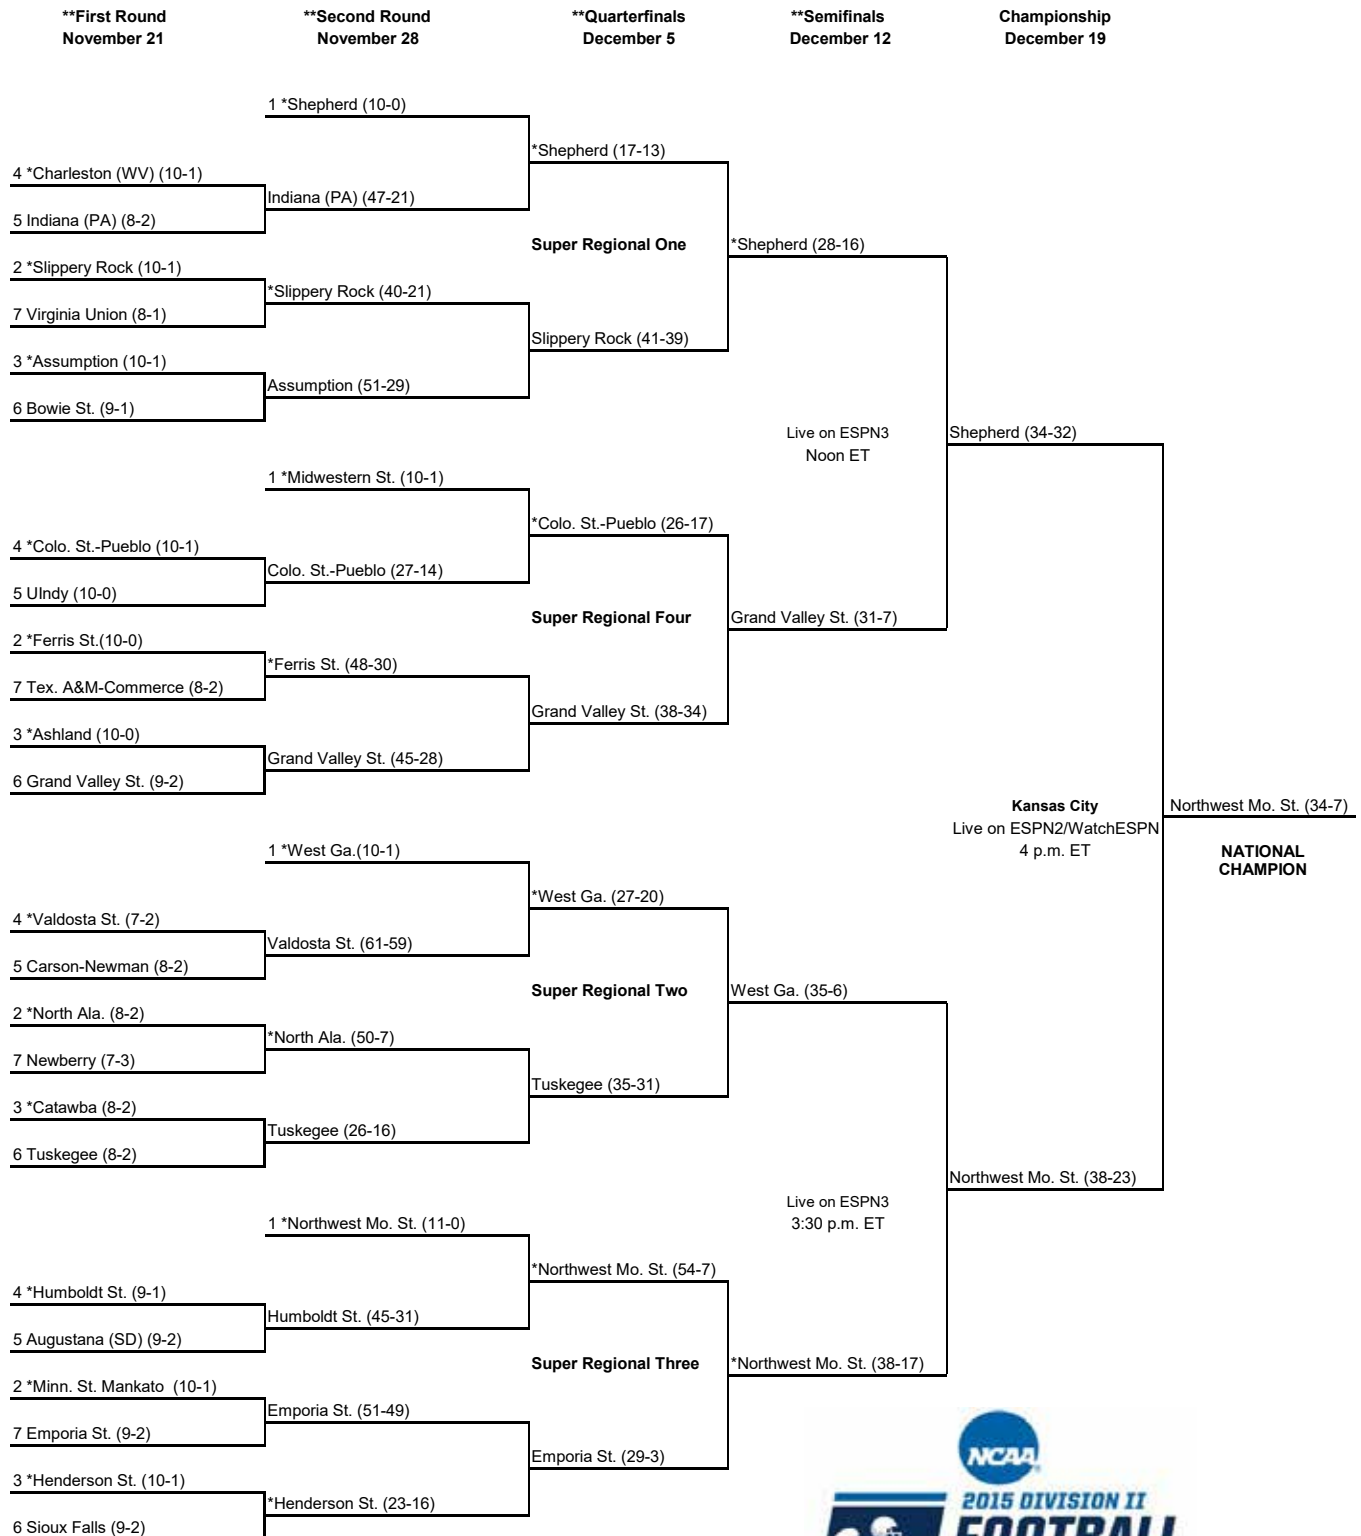 **First Round
November 21
**Second Round
November 28
**Quarterfinals
December 5
**Semifinals
December 12
Championship
December 19
1 *Shepherd (10-0)
*Shepherd (17-13)
4 *Charleston (WV) (10-1)
Indiana (PA) (47-21)
5 Indiana (PA) (8-2)
Super Regional One
*Shepherd (28-16)
2 *Slippery Rock (10-1)
*Slippery Rock (40-21)
7 Virginia Union (8-1)
Slippery Rock (41-39)
3 *Assumption (10-1)
Assumption (51-29)
6 Bowie St. (9-1)
Live on ESPN3
Noon ET
Shepherd (34-32)
1 *Midwestern St. (10-1)
*Colo. St.-Pueblo (26-17)
4 *Colo. St.-Pueblo (10-1)
Colo. St.-Pueblo (27-14)
5 UIndy (10-0)
Super Regional Four
Grand Valley St. (31-7)
2 *Ferris St.(10-0)
*Ferris St. (48-30)
7 Tex. A&M-Commerce (8-2)
Grand Valley St. (38-34)
3 *Ashland (10-0)
Grand Valley St. (45-28)
6 Grand Valley St. (9-2)
Kansas City
Live on ESPN2/WatchESPN
4 p.m. ET
Northwest Mo. St. (34-7)
NATIONAL
CHAMPION
1 *West Ga.(10-1)
*West Ga. (27-20)
4 *Valdosta St. (7-2)
Valdosta St. (61-59)
5 Carson-Newman (8-2)
Super Regional Two
West Ga. (35-6)
2 *North Ala. (8-2)
*North Ala. (50-7)
7 Newberry (7-3)
Tuskegee (35-31)
3 *Catawba (8-2)
Tuskegee (26-16)
6 Tuskegee (8-2)
Northwest Mo. St. (38-23)
Live on ESPN3
3:30 p.m. ET
1 *Northwest Mo. St. (11-0)
*Northwest Mo. St. (54-7)
4 *Humboldt St. (9-1)
Humboldt St. (45-31)
5 Augustana (SD) (9-2)
Super Regional Three
*Northwest Mo. St. (38-17)
2 *Minn. St. Mankato (10-1)
Emporia St. (51-49)
7 Emporia St. (9-2)
Emporia St. (29-3)
3 *Henderson St. (10-1)
*Henderson St. (23-16)
6 Sioux Falls (9-2)
NCAA
2015 DIVISION II
FOOTBALL